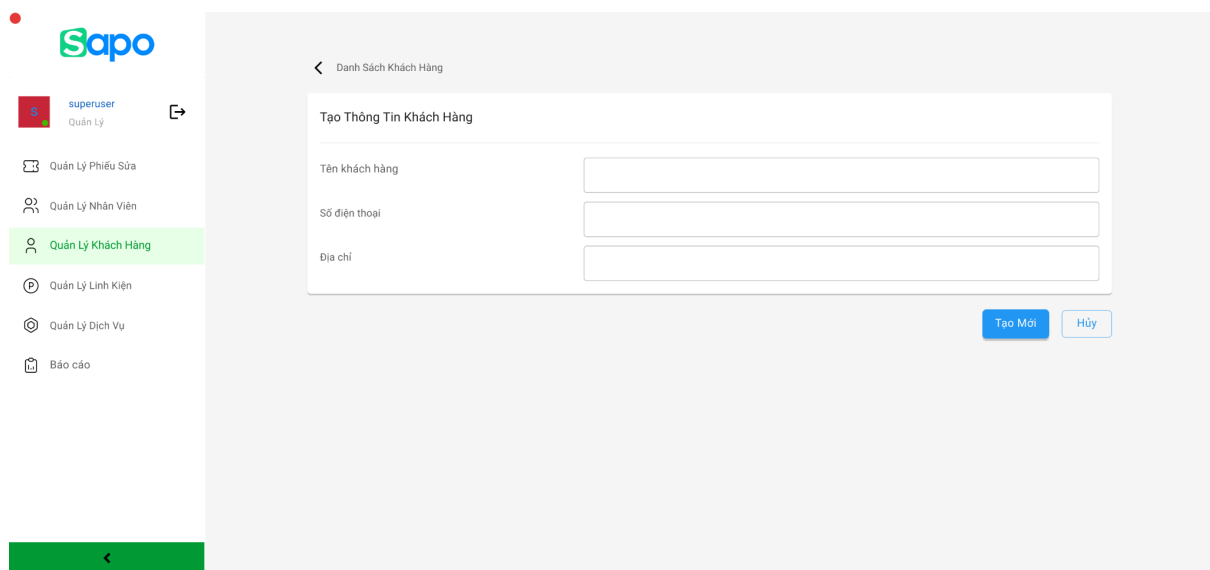 Sapo
S
superuser
Quản Lý
Quản Lý Phiếu Sửa
Quản Lý Nhân Viên
Quản Lý Khách Hàng
P
Quản Lý Linh Kiện
Quản Lý Dịch Vụ
Báo cáo
Danh Sách Khách Hàng
Tạo Thông Tin Khách Hàng
Tên khách hàng
Số điện thoại
Địa chỉ
Tạo Mới
Hủy